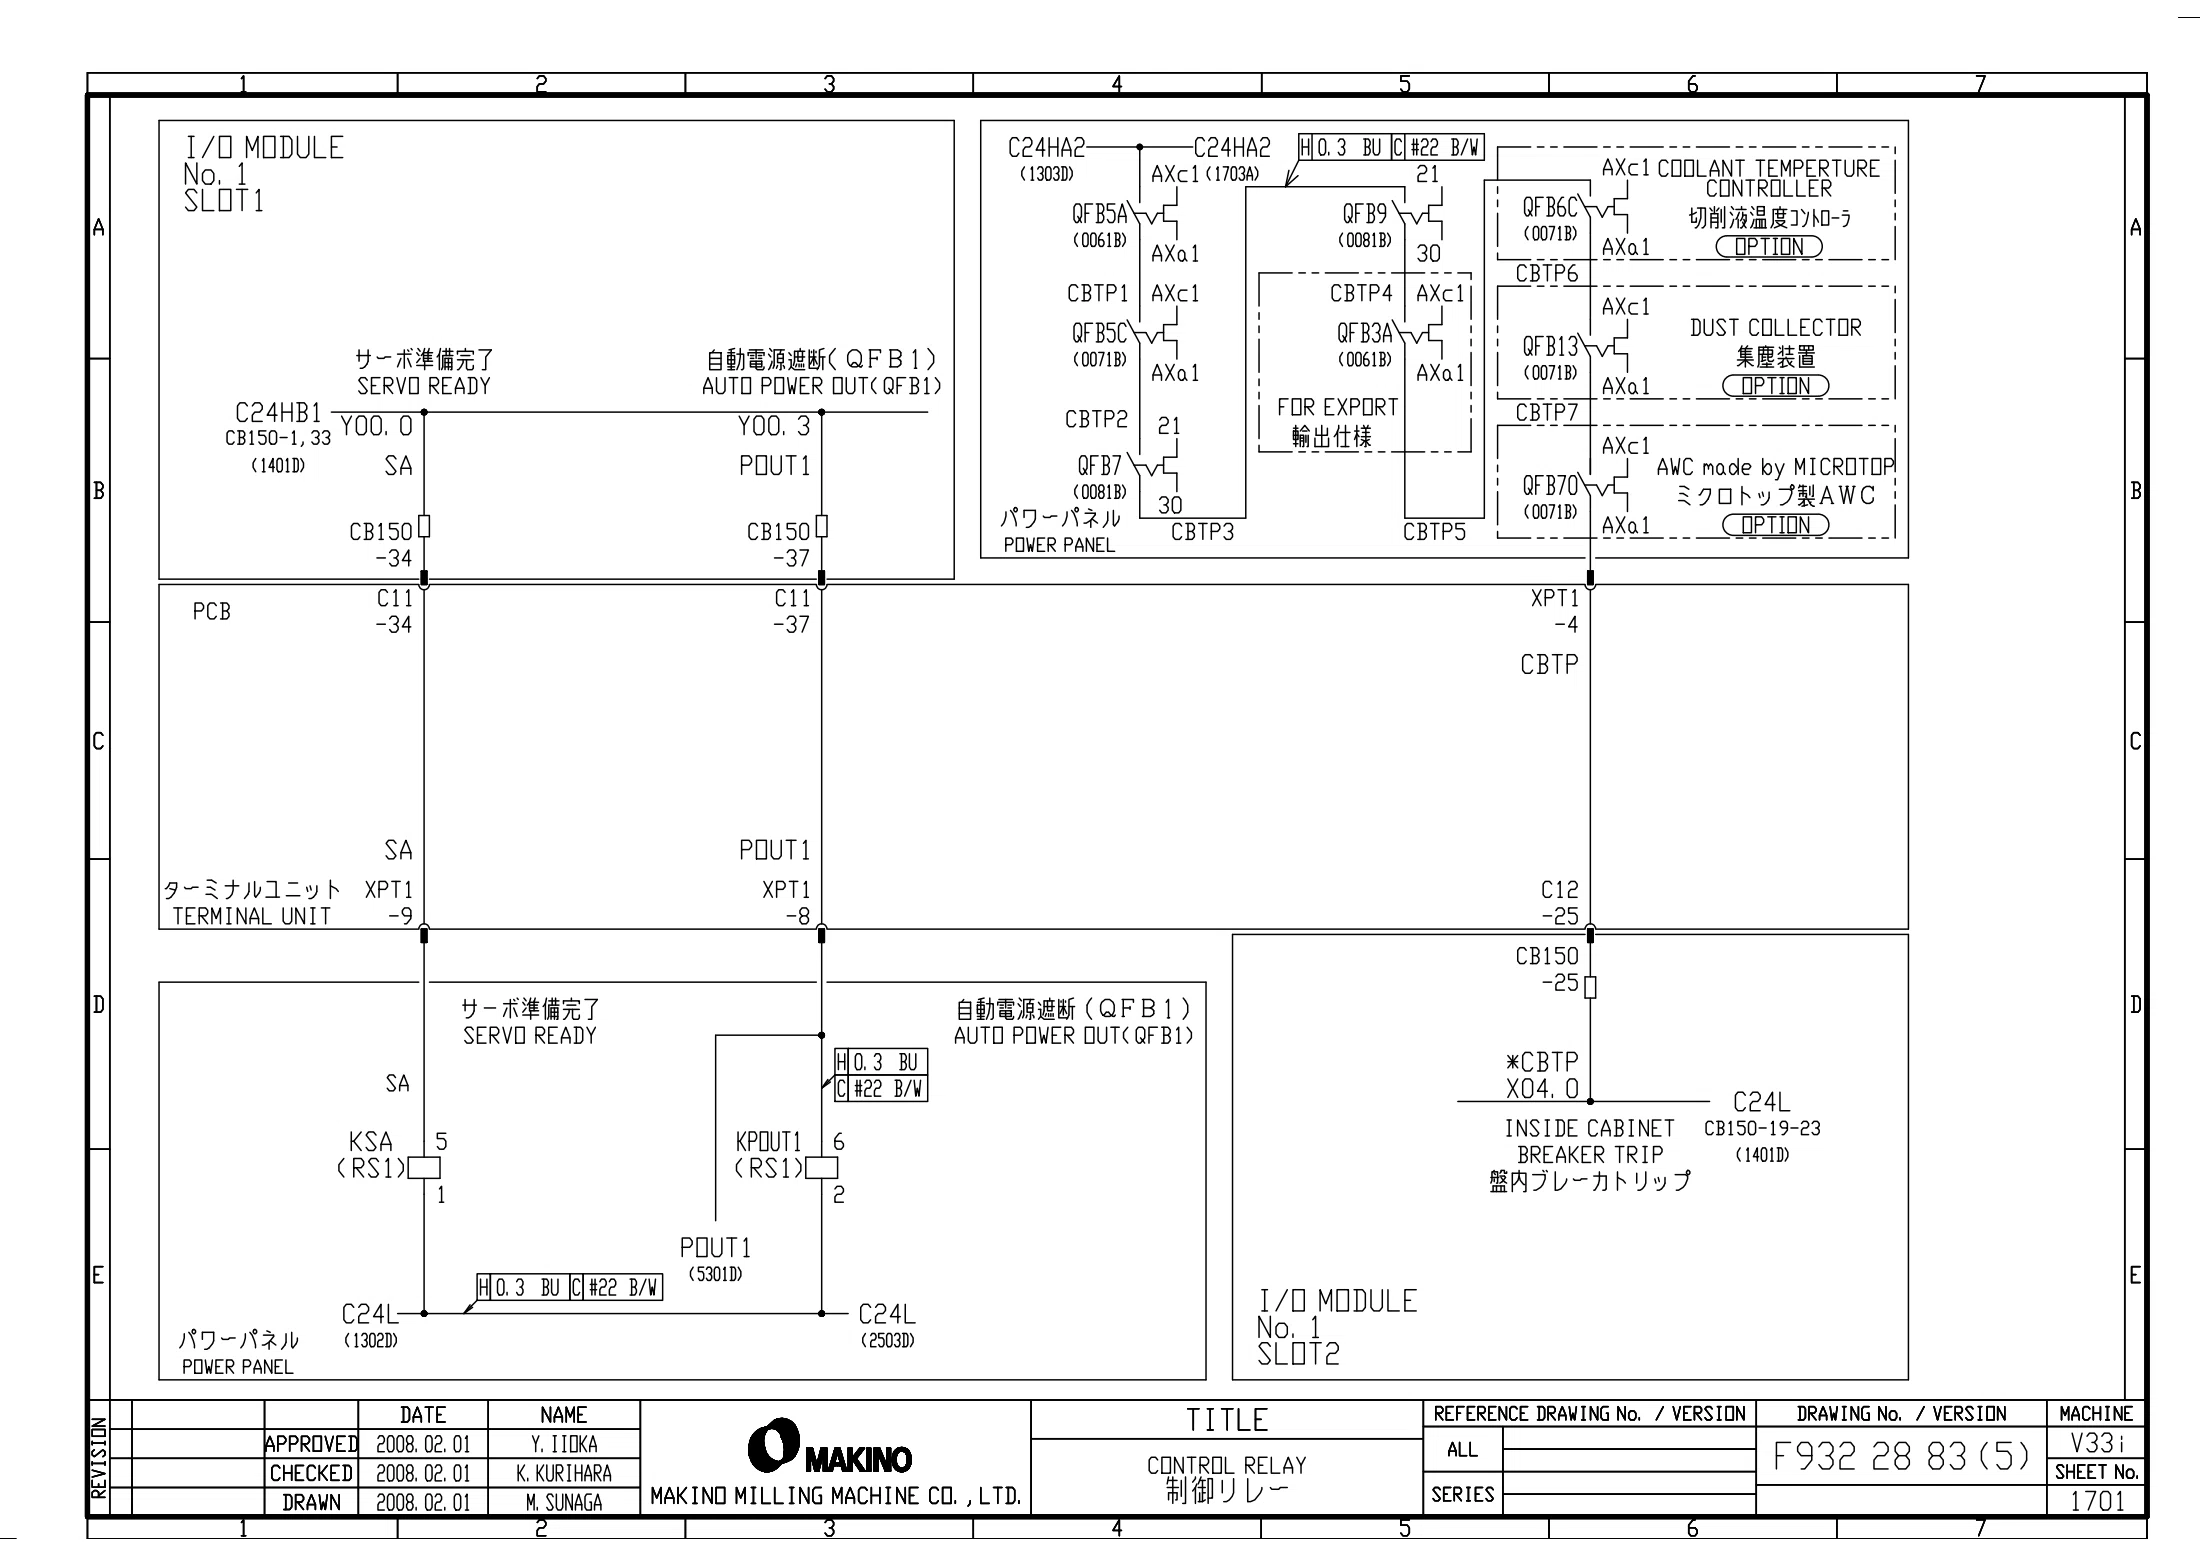 1 2 3 4 5 6 7
A
B
C
D
E
I/O MODULE
No. 1
SLOT1
サーボ準備完了
SERVO READY
自動電源遮断(QFB1)
AUTO POWER OUT(QFB1)
C24HB1
CB150-1,33
(1401D)
Y00. 0
SA
CB150
-34
Y00. 3
POUT1
CB150
-37
C24HA2
(1303D)
C24HA2
(1703A)
H 0. 3 BU C #22 B/W
AXc1
QFB5A
(0061B)
AXa1
CBTP1
AXc1
QFB5C
(0071B)
AXa1
CBTP2
21
QFB7
(0081B)
30
CBTP3
パワーパネル
POWER PANEL
21
QFB9
(0081B)
30
CBTP4
AXc1
QFB3A
(0061B)
AXa1
FOR EXPORT
輸出仕様
CBTP5
AXc1
COOLANT TEMPERTURE
CONTROLLER
QFB6C
(0071B)
切削液温度コントローラ
AXa1
OPTION
CBTP6
AXc1
DUST COLLECTOR
QFB13
(0071B)
集塵装置
AXa1
OPTION
CBTP7
AXc1
AWC made by MICROTOP
QFB70
(0071B)
ミクロトップ製AWC
AXa1
OPTION
PCB
C11
-34
C11
-37
XPT1
-4
CBTP
SA
POUT1
ターミナルユニット
TERMINAL UNIT
XPT1
-9
XPT1
-8
C12
-25
サーボ準備完了
SERVO READY
自動電源遮断(QFB1)
AUTO POWER OUT(QFB1)
H 0. 3 BU
C #22 B/W
SA
KSA
(RS1)
5
1
KPOUT1
(RS1)
6
2
POUT1
(5301D)
H 0. 3 BU C #22 B/W
C24L
(1302D)
C24L
(2503D)
パワーパネル
POWER PANEL
CB150
-25
*CBTP
X04. 0
C24L
CB150-19-23
(1401D)
INSIDE CABINET
BREAKER TRIP
盤内ブレーカトリップ
I/O MODULE
No. 1
SLOT2
A
B
C
D
E
REVISION
DATE NAME
APPROVED 2008. 02. 01 Y. IIOKA
CHECKED 2008. 02. 01 K. KURIHARA
DRAWN 2008. 02. 01 M. SUNAGA
MAKINO
MAKINO MILLING MACHINE CO. , LTD.
TITLE
CONTROL RELAY
制御リレー
REFERENCE DRAWING No. / VERSION
ALL
SERIES
DRAWING No. / VERSION
F932 28 83(5)
MACHINE
V33i
SHEET No.
1701
1 2 3 4 5 6 7